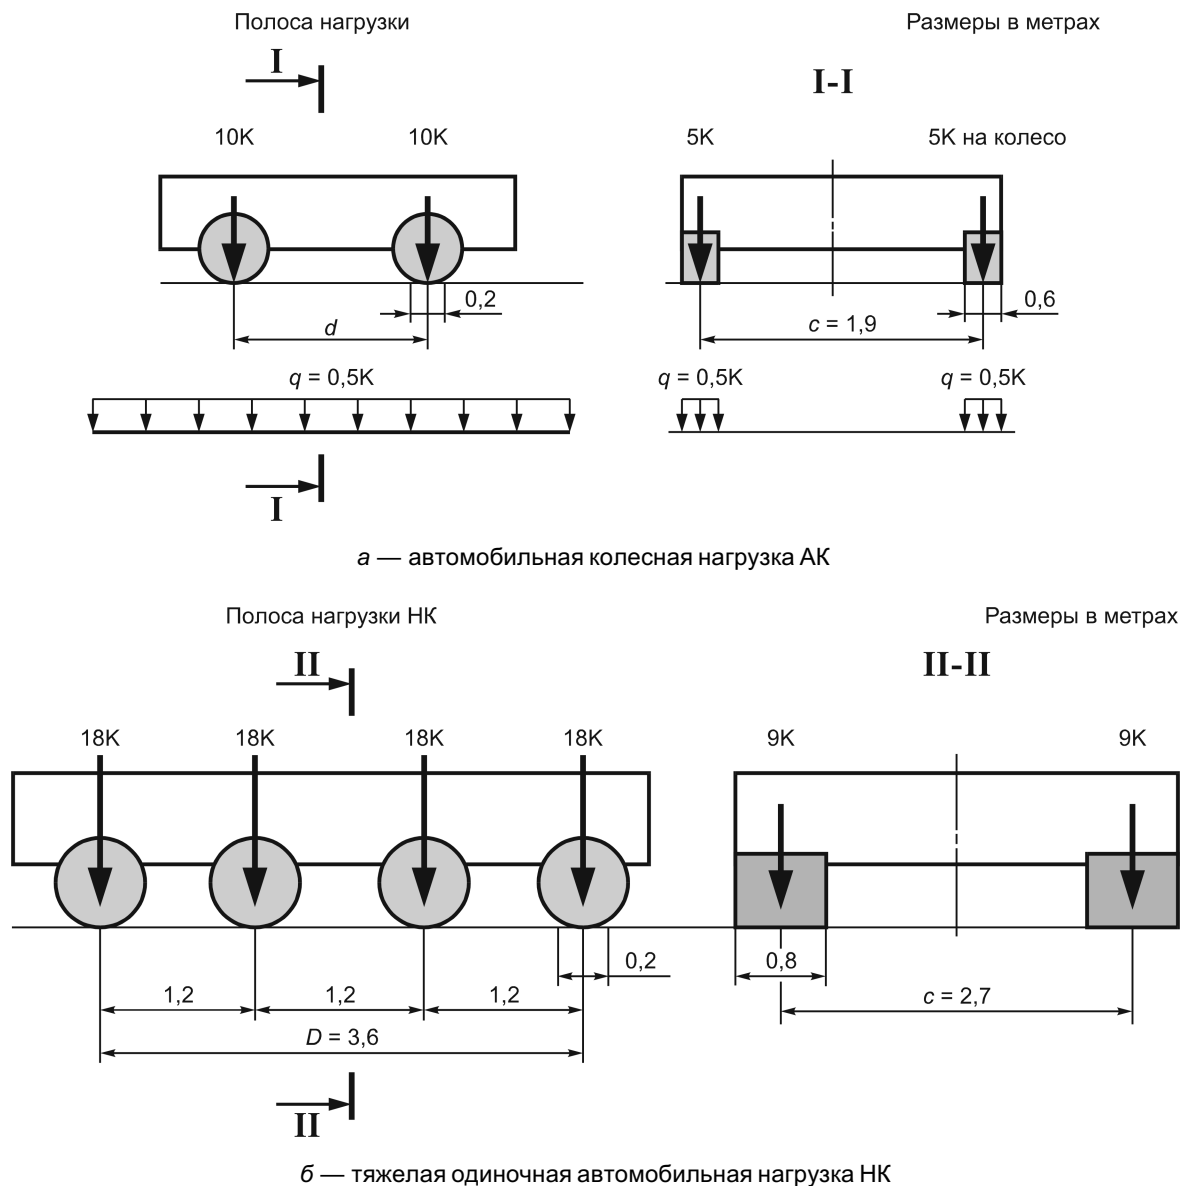 Полоса нагрузки
Размеры в метрах
I
I-I
10K
10K
5K
5K на колесо
0,2
0,6
d
c = 1,9
q = 0,5K
q = 0,5K
q = 0,5K
I
а — автомобильная колесная нагрузка АК
Полоса нагрузки НК
Размеры в метрах
II
II-II
18K
18K
18K
18K
9K
9K
0,2
0,8
1,2
1,2
1,2
c = 2,7
D = 3,6
II
б — тяжелая одиночная автомобильная нагрузка НК